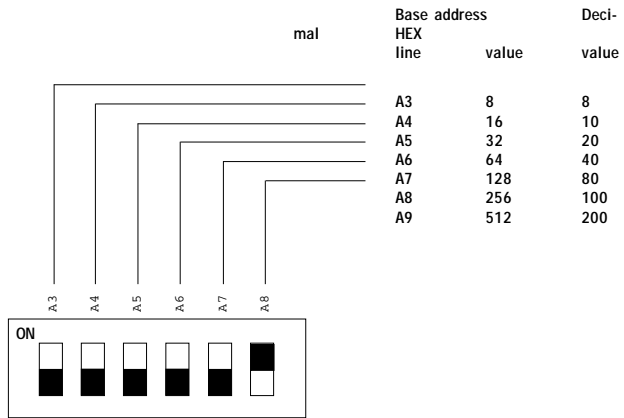 Base address Deci-
mal HEX
line value value
A3 8 8
A4 16 10
A5 32 20
A6 64 40
A7 128 80
A8 256 100
A9 512 200
A3 A4 A5 A6 A7 A8
ON